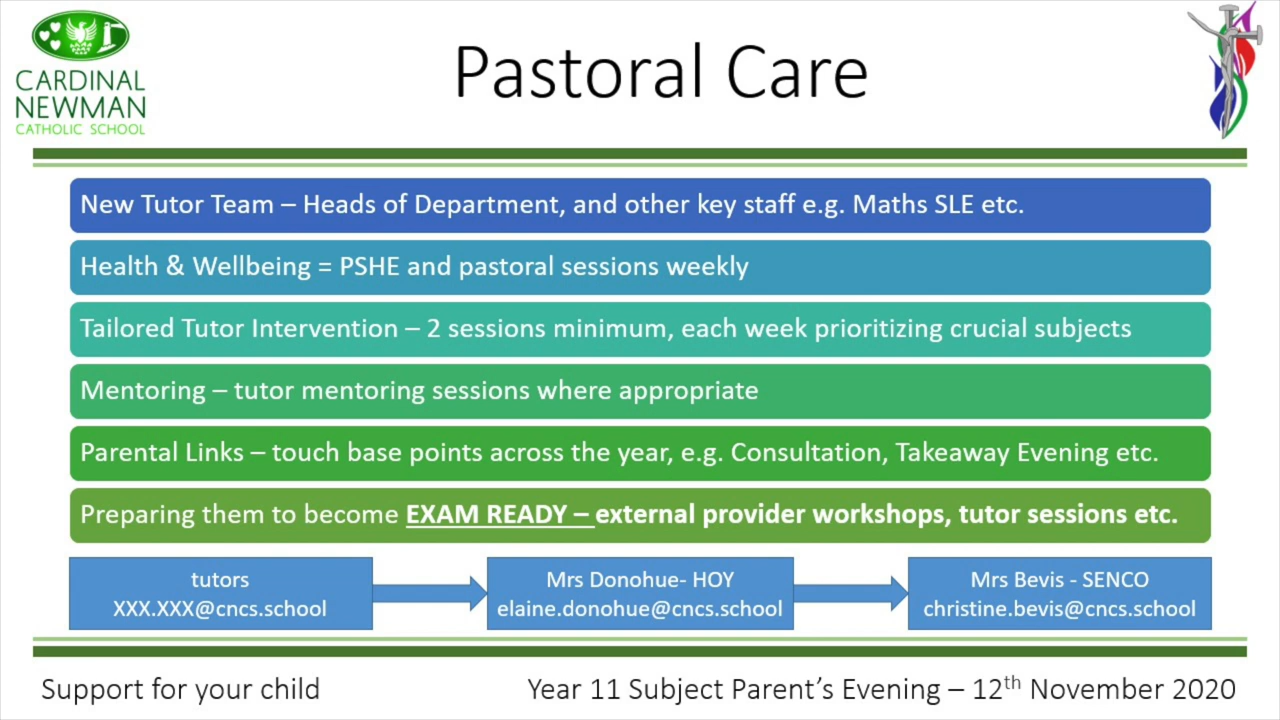 CARDINAL
NEWMAN
CATHOLIC SCHOOL
Pastoral Care
New Tutor Team – Heads of Department, and other key staff e.g. Maths SLE etc.
Health & Wellbeing = PSHE and pastoral sessions weekly
Tailored Tutor Intervention – 2 sessions minimum, each week prioritizing crucial subjects
Mentoring – tutor mentoring sessions where appropriate
Parental Links – touch base points across the year, e.g. Consultation, Takeaway Evening etc.
Preparing them to become EXAM READY – external provider workshops, tutor sessions etc.
tutors
XXX.XXX@cncs.school
Mrs Donohue- HOY
elaine.donohue@cncs.school
Mrs Bevis - SENCO
christine.bevis@cncs.school
Support for your child
Year 11 Subject Parent’s Evening – 12th November 2020